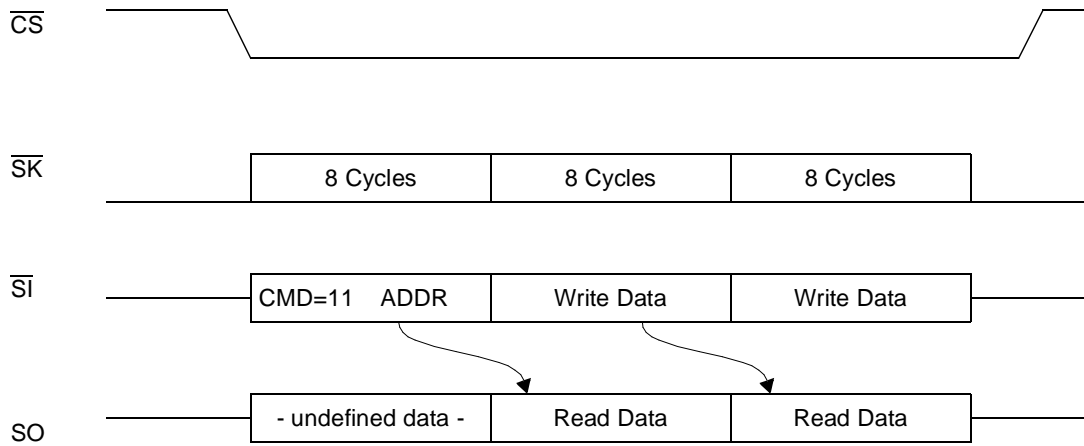 CS
SK
8 Cycles 8 Cycles 8 Cycles
SI
CMD=11 ADDR Write Data Write Data
- undefined data - Read Data Read Data
SO